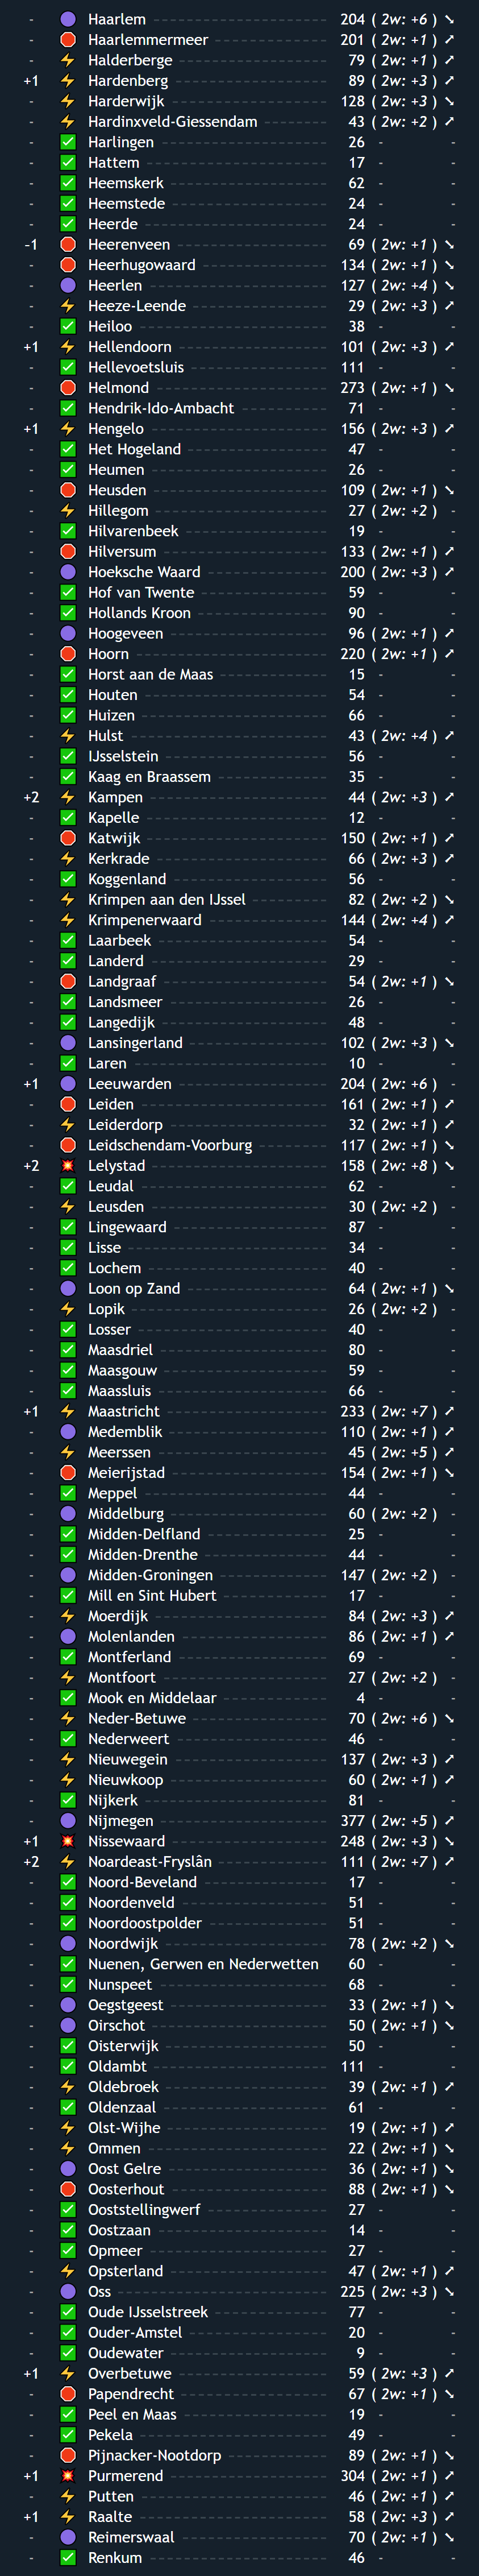 - Haarlem 204 ( 2w: +6 ) ↘
- Haarlemmermeer 201 ( 2w: +1 ) ↗
- Halderberge 79 ( 2w: +1 ) ↗
+1 Hardenberg 89 ( 2w: +3 ) ↗
- Harderwijk 128 ( 2w: +3 ) ↘
- Hardinxveld-Giessendam 43 ( 2w: +2 ) ↗
- Harlingen 26 - -
- Hattem 17 - -
- Heemskerk 62 - -
- Heemstede 24 - -
- Heerde 24 - -
-1 Heerenveen 69 ( 2w: +1 ) ↘
- Heerhugowaard 134 ( 2w: +1 ) ↘
- Heerlen 127 ( 2w: +4 ) ↘
- Heeze-Leende 29 ( 2w: +3 ) ↗
- Heiloo 38 - -
+1 Hellendoorn 101 ( 2w: +3 ) ↗
- Hellevoetsluis 111 - -
- Helmond 273 ( 2w: +1 ) ↘
- Hendrik-Ido-Ambacht 71 - -
+1 Hengelo 156 ( 2w: +3 ) ↗
- Het Hogeland 47 - -
- Heumen 26 - -
- Heusden 109 ( 2w: +1 ) ↘
- Hillegom 27 ( 2w: +2 ) -
- Hilvarenbeek 19 - -
- Hilversum 133 ( 2w: +1 ) ↗
- Hoeksche Waard 200 ( 2w: +3 ) ↗
- Hof van Twente 59 - -
- Hollands Kroon 90 - -
- Hoogeveen 96 ( 2w: +1 ) ↗
- Hoorn 220 ( 2w: +1 ) ↗
- Horst aan de Maas 15 - -
- Houten 54 - -
- Huizen 66 - -
- Hulst 43 ( 2w: +4 ) ↗
- IJsselstein 56 - -
- Kaag en Braassem 35 - -
+2 Kampen 44 ( 2w: +3 ) ↗
- Kapelle 12 - -
- Katwijk 150 ( 2w: +1 ) ↗
- Kerkrade 66 ( 2w: +3 ) ↗
- Koggenland 56 - -
- Krimpen aan den IJssel 82 ( 2w: +2 ) ↘
- Krimpenerwaard 144 ( 2w: +4 ) ↗
- Laarbeek 54 - -
- Landerd 29 - -
- Landgraaf 54 ( 2w: +1 ) ↘
- Landsmeer 26 - -
- Langedijk 48 - -
- Lansingerland 102 ( 2w: +3 ) ↘
- Laren 10 - -
+1 Leeuwarden 204 ( 2w: +6 ) -
- Leiden 161 ( 2w: +1 ) ↗
- Leiderdorp 32 ( 2w: +1 ) ↗
- Leidschendam-Voorburg 117 ( 2w: +1 ) ↘
+2 Lelystad 158 ( 2w: +8 ) ↘
- Leudal 62 - -
- Leusden 30 ( 2w: +2 ) -
- Lingewaard 87 - -
- Lisse 34 - -
- Lochem 40 - -
- Loon op Zand 64 ( 2w: +1 ) ↘
- Lopik 26 ( 2w: +2 ) -
- Losser 40 - -
- Maasdriel 80 - -
- Maasgouw 59 - -
- Maassluis 66 - -
+1 Maastricht 233 ( 2w: +7 ) ↗
- Medemblik 110 ( 2w: +1 ) ↗
- Meerssen 45 ( 2w: +5 ) ↗
- Meierijstad 154 ( 2w: +1 ) ↘
- Meppel 44 - -
- Middelburg 60 ( 2w: +2 ) -
- Midden-Delfland 25 - -
- Midden-Drenthe 44 - -
- Midden-Groningen 147 ( 2w: +2 ) -
- Mill en Sint Hubert 17 - -
- Moerdijk 84 ( 2w: +3 ) ↗
- Molenlanden 86 ( 2w: +1 ) ↗
- Montferland 69 - -
- Montfoort 27 ( 2w: +2 ) -
- Mook en Middelaar 4 - -
- Neder-Betuwe 70 ( 2w: +6 ) ↘
- Nederweert 46 - -
- Nieuwegein 137 ( 2w: +3 ) ↗
- Nieuwkoop 60 ( 2w: +1 ) ↗
- Nijkerk 81 - -
- Nijmegen 377 ( 2w: +5 ) ↗
+1 Nissewaard 248 ( 2w: +3 ) ↘
+2 Noardeast-Fryslân 111 ( 2w: +7 ) ↗
- Noord-Beveland 17 - -
- Noordenveld 51 - -
- Noordoostpolder 51 - -
- Noordwijk 78 ( 2w: +2 ) ↘
- Nuenen, Gerwen en Nederwetten 60 - -
- Nunspeet 68 - -
- Oegstgeest 33 ( 2w: +1 ) ↘
- Oirschot 50 ( 2w: +1 ) ↘
- Oisterwijk 50 - -
- Oldambt 111 - -
- Oldebroek 39 ( 2w: +1 ) ↗
- Oldenzaal 61 - -
- Olst-Wijhe 19 ( 2w: +1 ) ↗
- Ommen 22 ( 2w: +1 ) ↘
- Oost Gelre 36 ( 2w: +1 ) ↘
- Oosterhout 88 ( 2w: +1 ) ↘
- Ooststellingwerf 27 - -
- Oostzaan 14 - -
- Opmeer 27 - -
- Opsterland 47 ( 2w: +1 ) ↗
- Oss 225 ( 2w: +3 ) ↘
- Oude IJsselstreek 77 - -
- Ouder-Amstel 20 - -
- Oudewater 9 - -
+1 Overbetuwe 59 ( 2w: +3 ) ↗
- Papendrecht 67 ( 2w: +1 ) ↘
- Peel en Maas 19 - -
- Pekela 49 - -
- Pijnacker-Nootdorp 89 ( 2w: +1 ) ↘
+1 Purmerend 304 ( 2w: +1 ) ↗
- Putten 46 ( 2w: +1 ) ↗
+1 Raalte 58 ( 2w: +3 ) ↗
- Reimerswaal 70 ( 2w: +1 ) ↘
- Renkum 46 - -